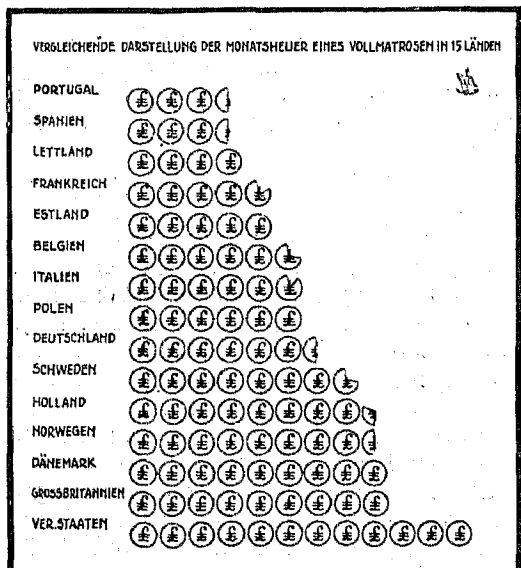 VERGLEICHENDE DARSTELLUNG DER MONATSHEUER EINES VOLLMATROSEN IN 15 LÄNDEN
PORTUGAL £ £ £
SPANIEN £ £ £
LETTLAND £ £ £ £
FRANKREICH £ £ £ £ £
ESTLAND £ £ £ £ £
BELGIEN £ £ £ £ £ £
ITALIEN £ £ £ £ £ £
POLEN £ £ £ £ £ £
DEUTSCHLAND £ £ £ £ £ £
SCHWEDEN £ £ £ £ £ £ £ £
HOLLAND £ £ £ £ £ £ £ £
NORWEGEN £ £ £ £ £ £ £ £
DÄNEMARK £ £ £ £ £ £ £ £ £
GROSSBRITANNIEN £ £ £ £ £ £ £ £ £
VER.STAATEN £ £ £ £ £ £ £ £ £ £ £ £